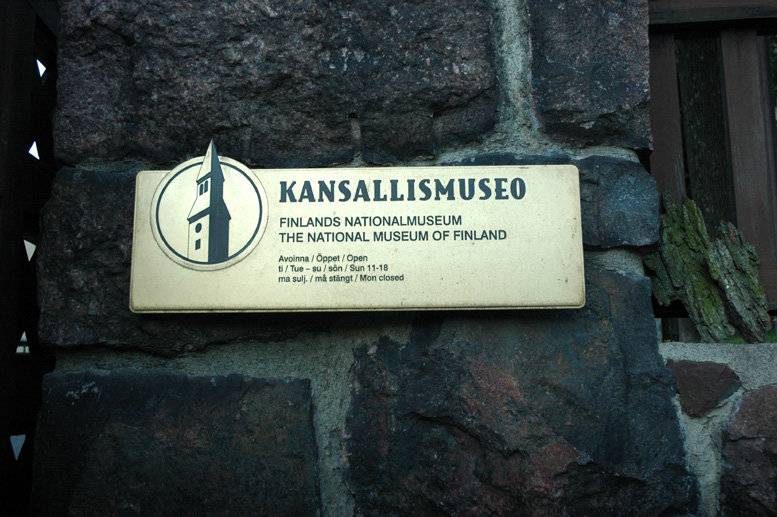 KANSALLISMUSEO
FINLANDS NATIONALMUSEUM
THE NATIONAL MUSEUM OF FINLAND
Avoinna / Öppet / Open
ti / Tue – su / sön / Sun 11-18
ma sulj. / må stängt / Mon closed